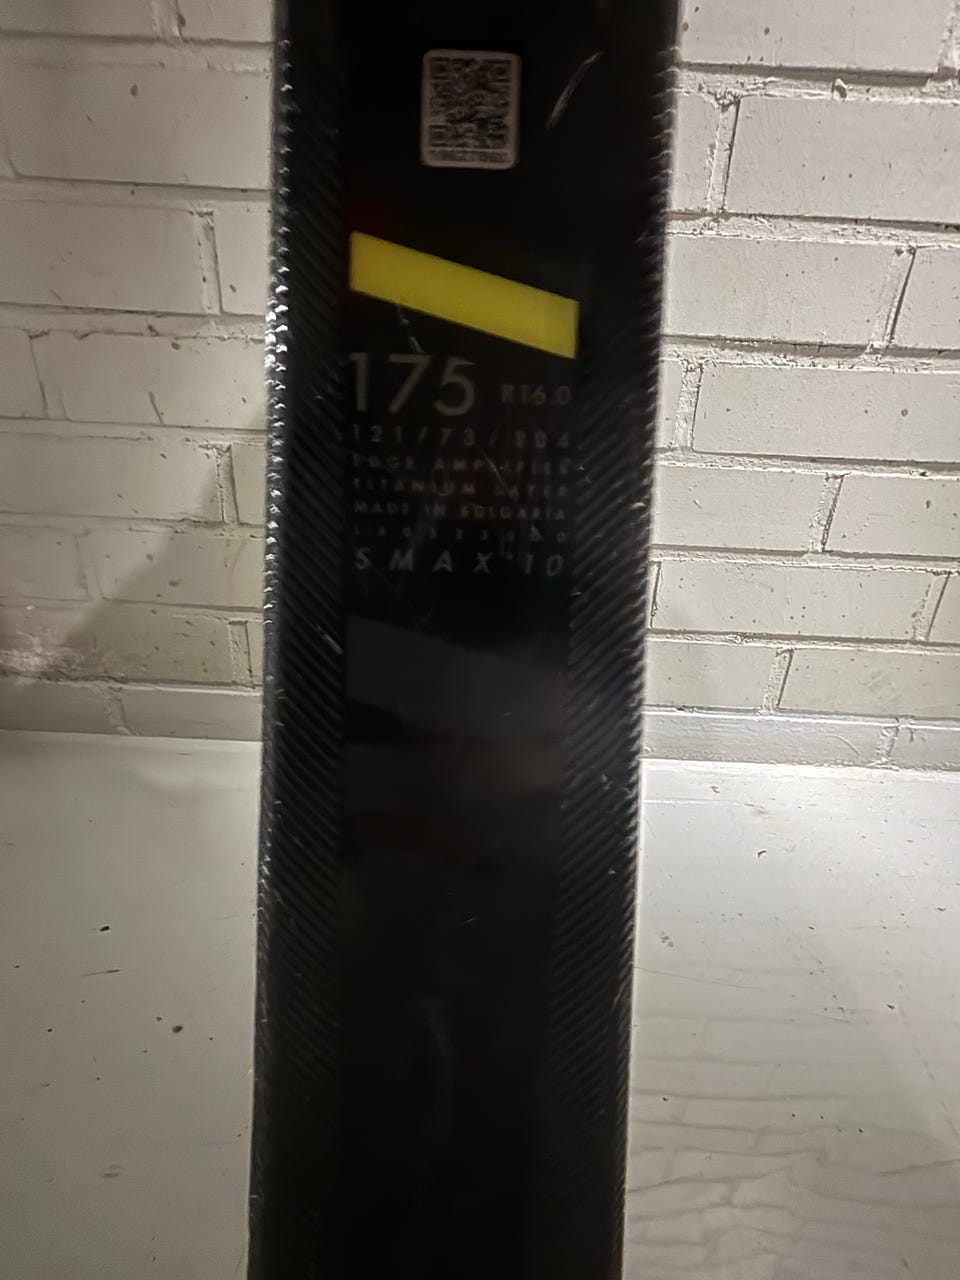 175 R16.0
121 / 73 / 104
EDGE AMPLIFIER
TITANIUM LAYER
MADE IN BULGARIA
SMAX 10